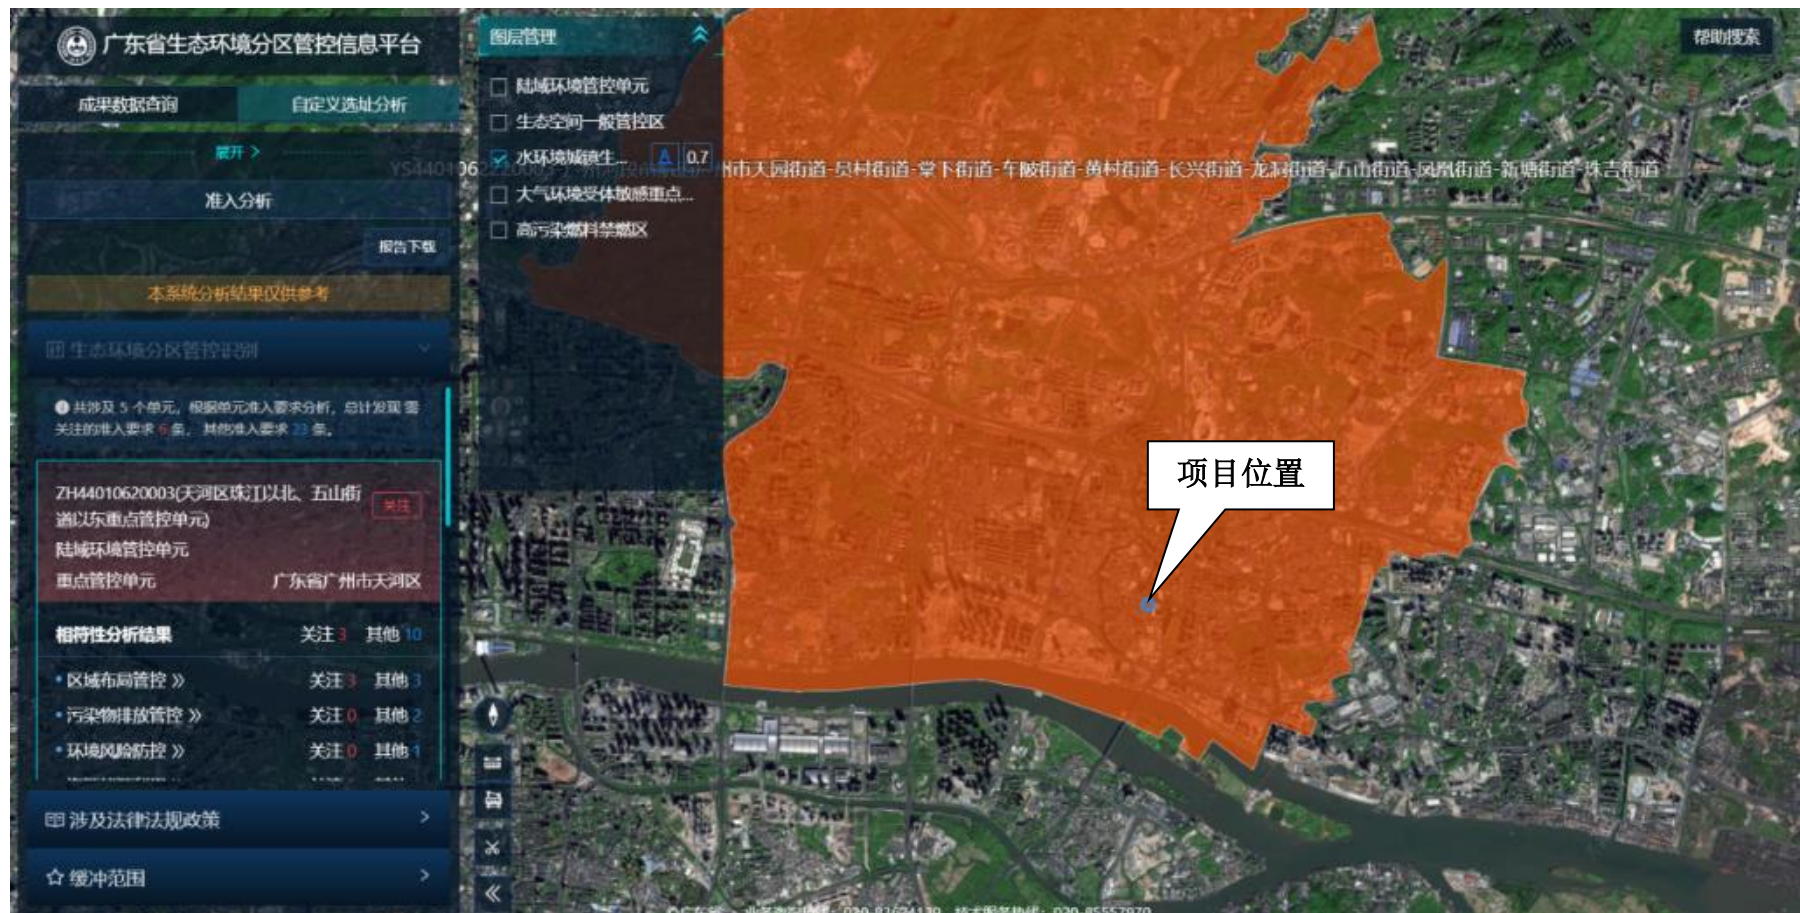 广东省生态环境分区管控信息平台
成果数据查询
自定义选址分析
展开 >
准入分析
报告下载
本系统分析结果仅供参考
生态环境分区管控识别
共涉及 5 个单元，根据单元准入要求分析，总计发现 需
关注的准入要求 6 条， 其他准入要求 23 条。
ZH44010620003(天河区珠江以北、五山街
道以东重点管控单元)
关注
陆域环境管控单元
重点管控单元
广东省广州市天河区
相符性分析结果
关注 3 其他 10
• 区域布局管控 »
关注 3 其他 3
• 污染物排放管控 »
关注 0 其他 2
• 环境风险防控 »
关注 0 其他 1
涉及法律法规政策
缓冲范围
图层管理
陆域环境管控单元
生态空间一般管控区
水环境城镇生...
0.7
大气环境受体敏感重点...
高污染燃料禁燃区
州市天园街道-员村街道-堂下街道-车陂街道-黄村街道-长兴街道-龙洞街道-五山街道-凤凰街道-新塘街道-珠吉街道
帮助搜索
项目位置